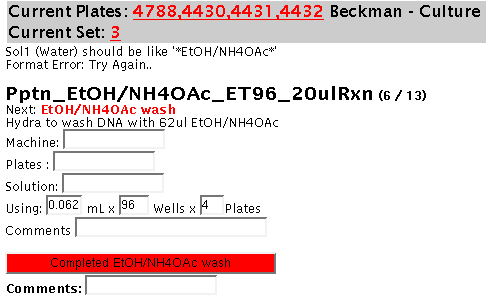 Current Plates: 4788,4430,4431,4432 Beckman - Culture
Current Set: 3
Sol1 (Water) should be like '*EtOH/NH4OAc*'
Format Error: Try Again..
Pptn_EtOH/NH4OAc_ET96_20ulRxn (6 / 13)
Next: EtOH/NH4OAc wash
Hydra to wash DNA with 62ul EtOH/NH4OAc
Machine:
Plates :
Solution:
Using: 0.062 mL x 96 Wells x 4 Plates
Comments
Completed EtOH/NH4OAc wash
Comments: